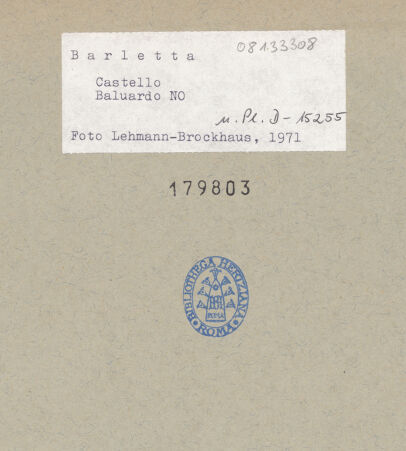 Barletta
08133308
Castello
Baluardo NO
u. Pl. D-15255
Foto Lehmann-Brockhaus, 1971
179803
BIBLIOTHECA HERTZIANA
ROMA